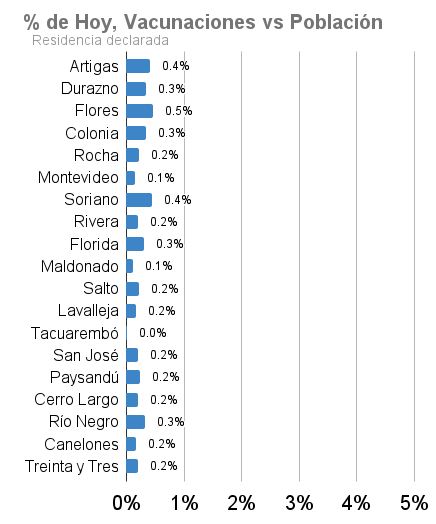 % de Hoy, Vacunaciones vs Población
Residencia declarada
Artigas 0.4%
Durazno 0.3%
Flores 0.5%
Colonia 0.3%
Rocha 0.2%
Montevideo 0.1%
Soriano 0.4%
Rivera 0.2%
Florida 0.3%
Maldonado 0.1%
Salto 0.2%
Lavalleja 0.2%
Tacuarembó 0.0%
San José 0.2%
Paysandú 0.2%
Cerro Largo 0.2%
Río Negro 0.3%
Canelones 0.2%
Treinta y Tres 0.2%
0% 1% 2% 3% 4% 5%